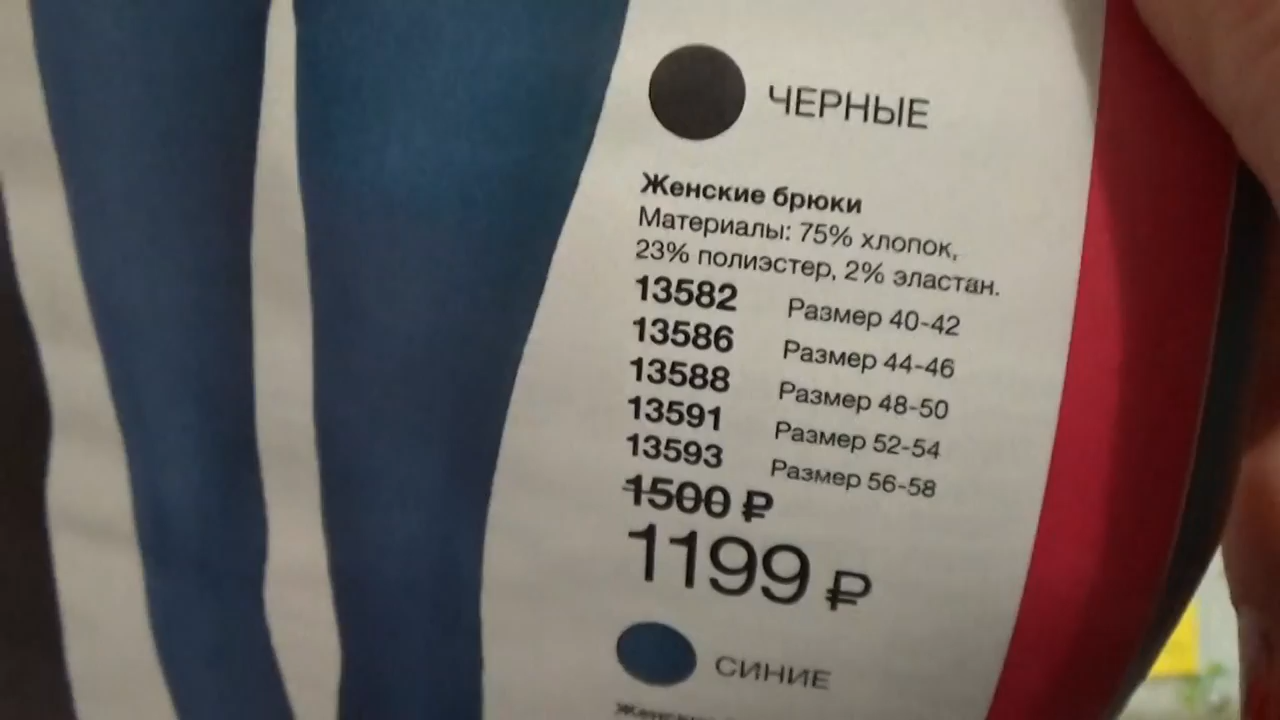 ЧЕРНЫЕ
Женские брюки
Материалы: 75% хлопок,
23% полиэстер, 2% эластан.
13582 Размер 40-42
13586 Размер 44-46
13588 Размер 48-50
13591 Размер 52-54
13593 Размер 56-58
1500 ₽
1199 ₽
СИНИЕ